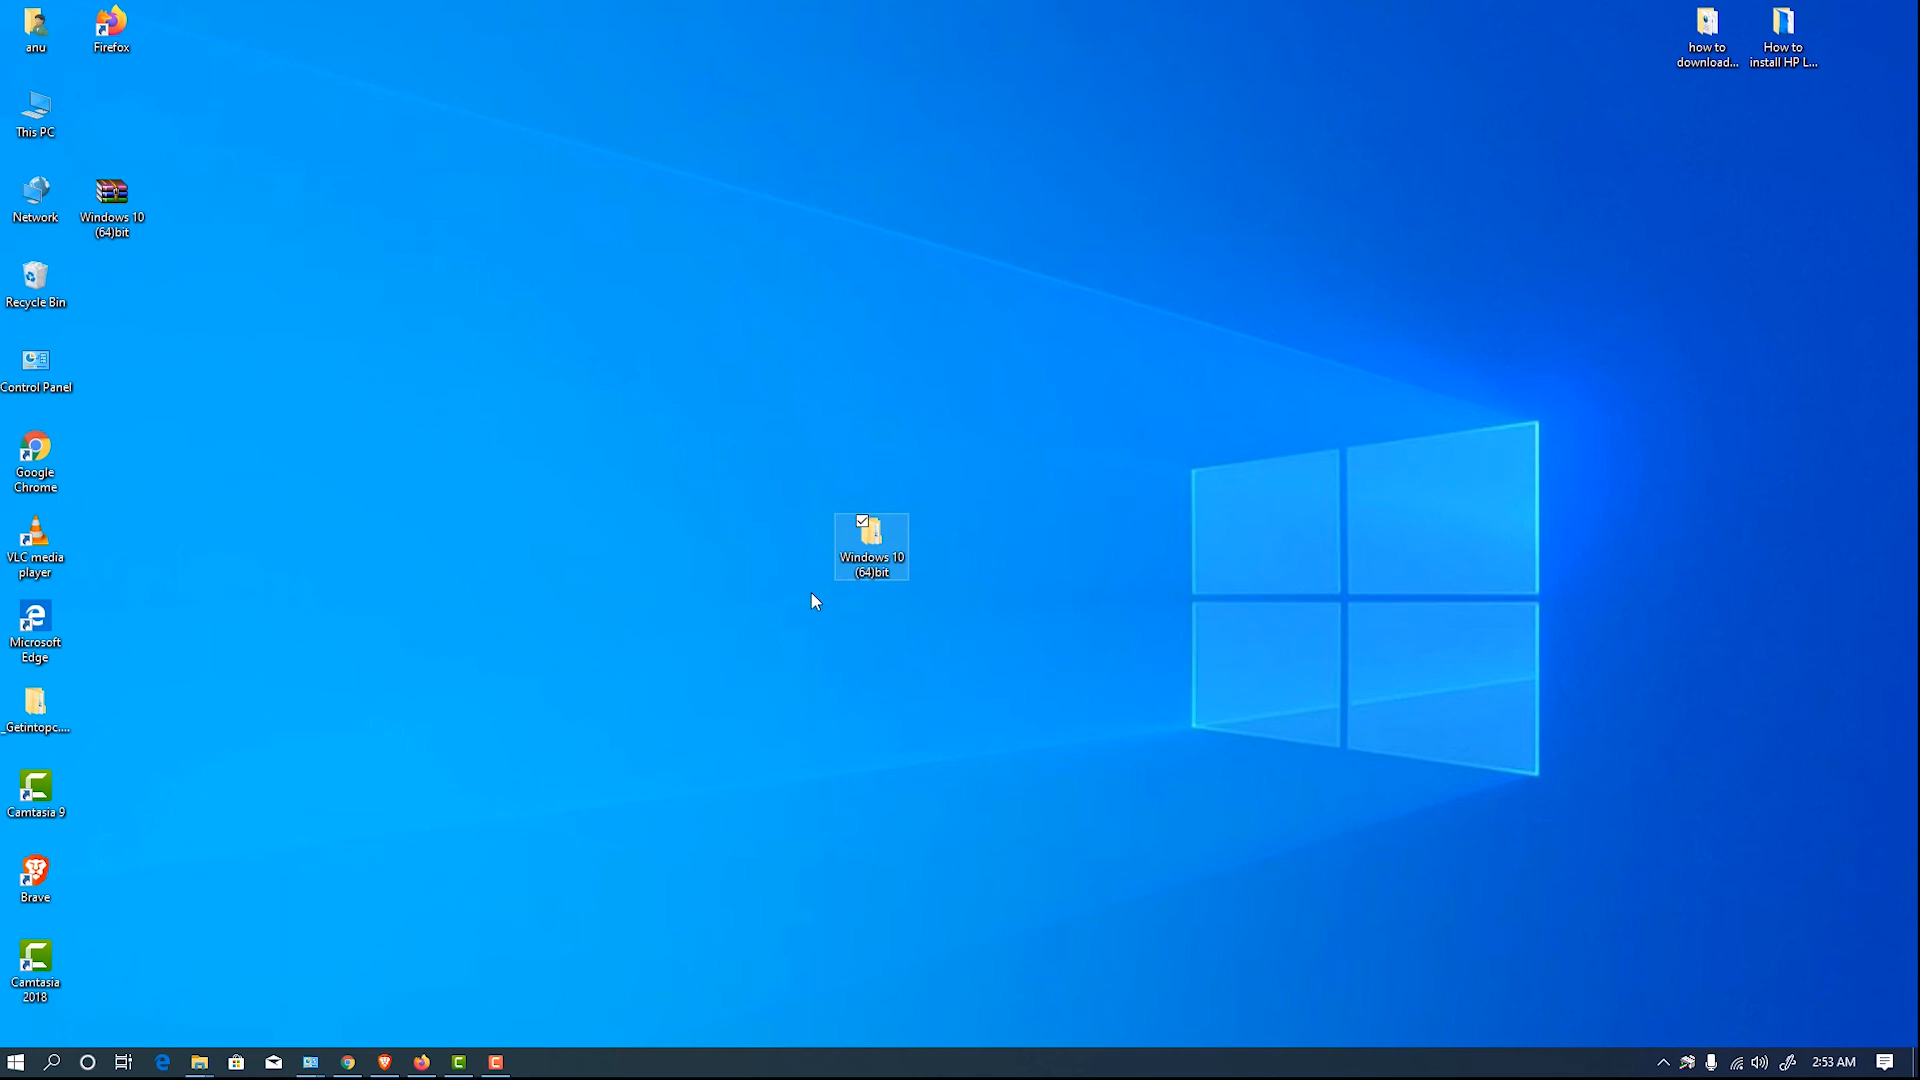 anu
Firefox
how to
download...
How to
install HP L...
This PC
Network
Windows 10
(64)bit
Recycle Bin
Control Panel
Google
Chrome
VLC media
player
Windows 10
(64)bit
Microsoft
Edge
_Getintopc....
Camtasia 9
Brave
Camtasia
2018
2:53 AM